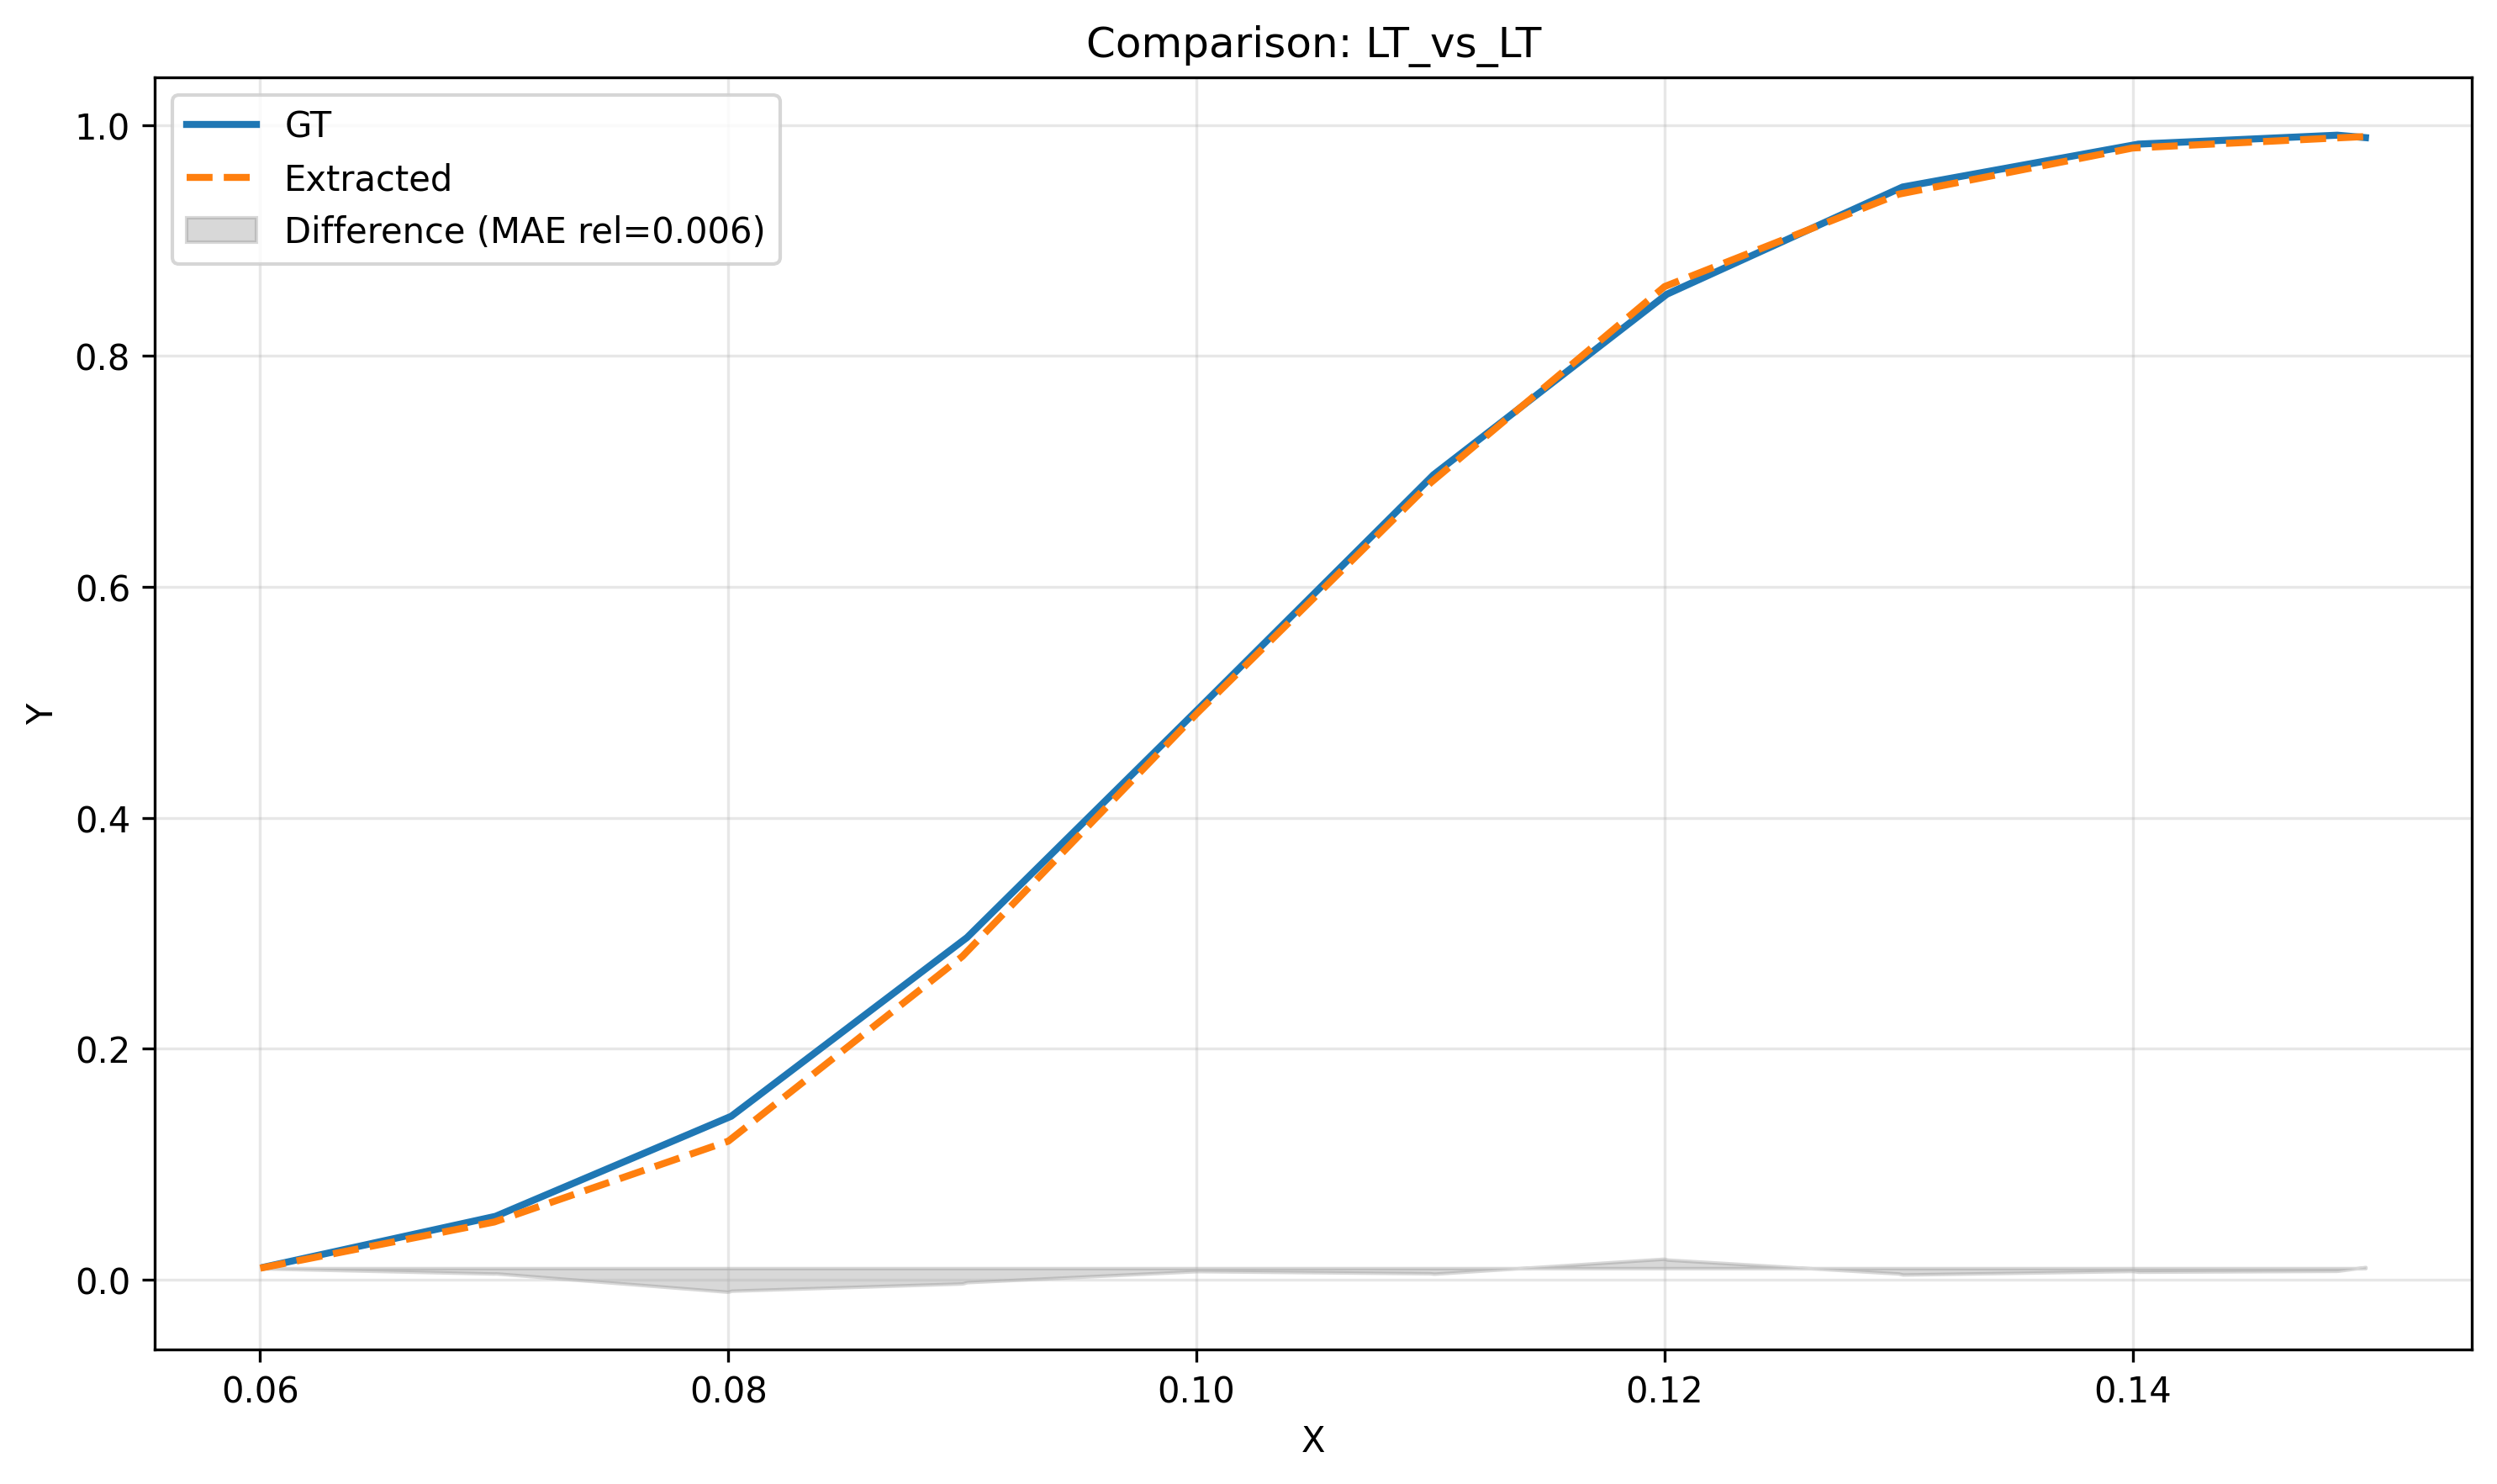 Comparison: LT_vs_LT
GT
Extracted
Difference (MAE rel=0.006)
1.0
0.8
0.6
0.4
0.2
0.0
Y
0.06 0.08 0.10 0.12 0.14
X